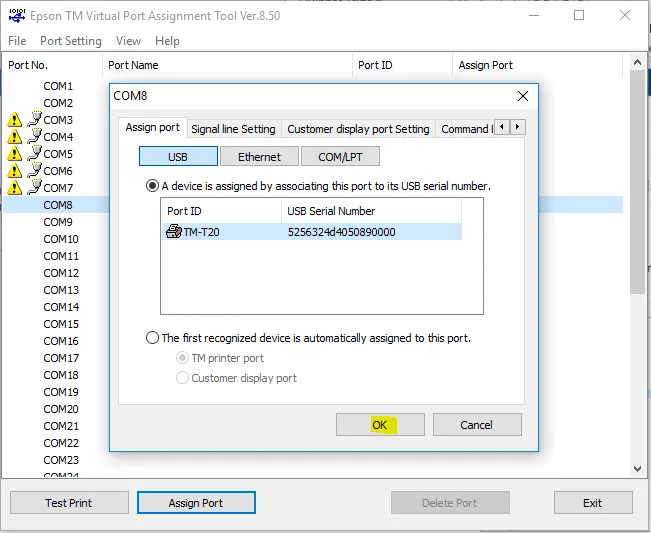 Epson TM Virtual Port Assignment Tool Ver.8.50
File Port Setting View Help
Port No. Port Name Port ID Assign Port
COM1
COM2
COM3
COM4
COM5
COM6
COM7
COM8
COM9
COM10
COM11
COM12
COM13
COM14
COM15
COM16
COM17
COM18
COM19
COM20
COM21
COM22
COM23
COM24
COM8
Assign port Signal line Setting Customer display port Setting Command
USB Ethernet COM/LPT
A device is assigned by associating this port to its USB serial number.
Port ID USB Serial Number
TM-T20 5256324d4050890000
The first recognized device is automatically assigned to this port.
TM printer port
Customer display port
OK Cancel
Test Print Assign Port Delete Port Exit